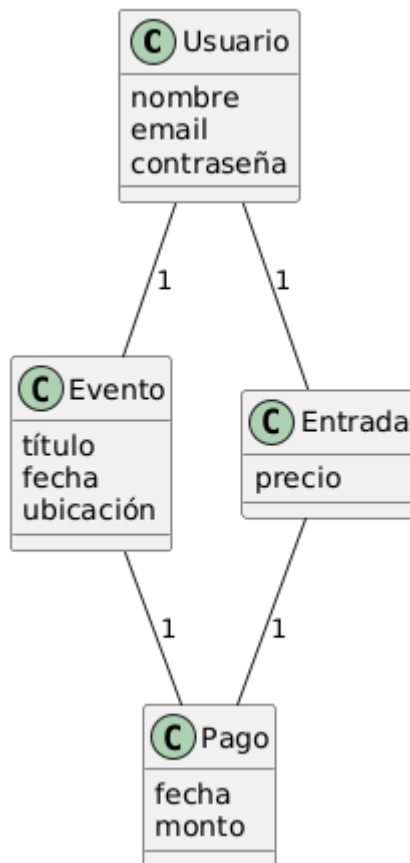 C Usuario
nombre
email
contraseña
1
1
C Evento
título
fecha
ubicación
C Entrada
precio
1
1
C Pago
fecha
monto